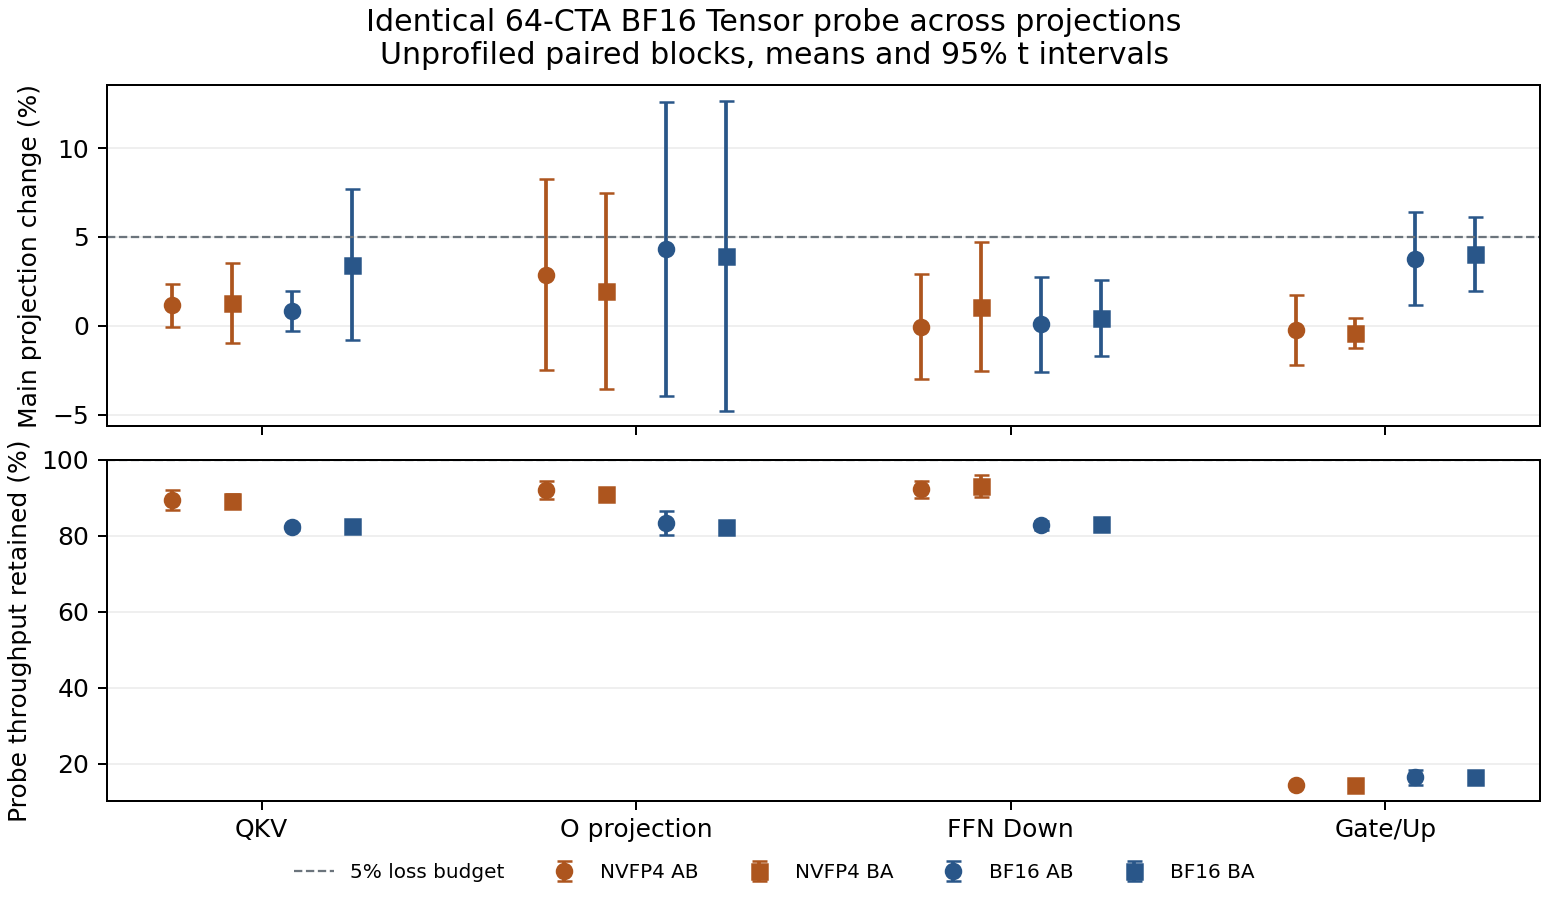 Identical 64-CTA BF16 Tensor probe across projections
Unprofiled paired blocks, means and 95% t intervals
Main projection change (%)
10
5
0
−5
Probe throughput retained (%)
100
80
60
40
20
QKV
O projection
FFN Down
Gate/Up
5% loss budget
NVFP4 AB
NVFP4 BA
BF16 AB
BF16 BA